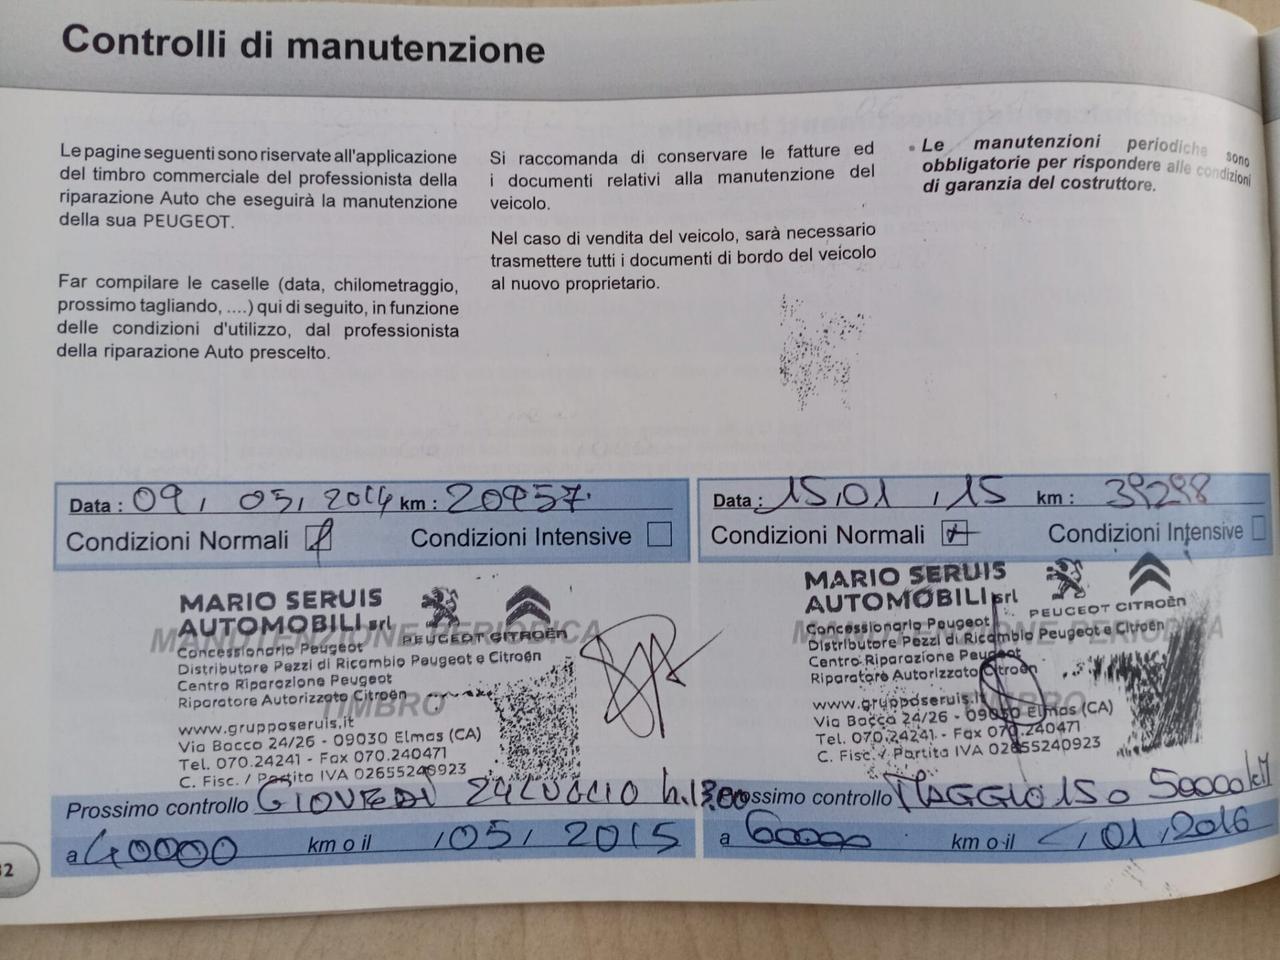 Controlli di manutenzione
Le pagine seguenti sono riservate all'applicazione
del timbro commerciale del professionista della
riparazione Auto che eseguirà la manutenzione
della sua PEUGEOT.
Far compilare le caselle (data, chilometraggio,
prossimo tagliando, ....) qui di seguito, in funzione
delle condizioni d'utilizzo, dal professionista
della riparazione Auto prescelto.
Si raccomanda di conservare le fatture ed
i documenti relativi alla manutenzione del
veicolo.
Nel caso di vendita del veicolo, sarà necessario
trasmettere tutti i documenti di bordo del veicolo
al nuovo proprietario.
• Le manutenzioni periodiche sono
obbligatorie per rispondere alle condizioni
di garanzia del costruttore.
Data : 09, 05, 2014 km : 20957
Condizioni Normali Condizioni Intensive
MARIO SERUIS
AUTOMOBILI srl
PEUGEOT CITROËN
MANUTENZIONE PERIODICA
Concessionario Peugeot
Distributore Pezzi di Ricambio Peugeot e Citroën
Centro Riparazione Peugeot
Riparatore Autorizzato Citroën
TIMBRO
www.grupposeruis.it
Via Bacco 24/26 - 09030 Elmas (CA)
Tel. 070.24241 - Fax 070.240471
C. Fisc. / Partita IVA 02655240923
Prossimo controllo GIOVEDI 24 LUGLIO h.13.00
a 40000 km o il /05/ 2015
Data : 15,01 ,15 km : 39298
Condizioni Normali Condizioni Intensive
MARIO SERUIS
AUTOMOBILI srl
PEUGEOT CITROËN
MANUTENZIONE PERIODICA
Concessionario Peugeot
Distributore Pezzi di Ricambio Peugeot e Citroën
Centro Riparazione Peugeot
Riparatore Autorizzato Citroën
TIMBRO
www.grupposeruis.it
Via Bacco 24/26 - 09030 Elmas (CA)
Tel. 070.24241 - Fax 070.240471
C. Fisc. / Partita IVA 02655240923
Prossimo controllo MAGGIO 15 o 50000 kM
a 60000 km o il / 01 , 2016
32